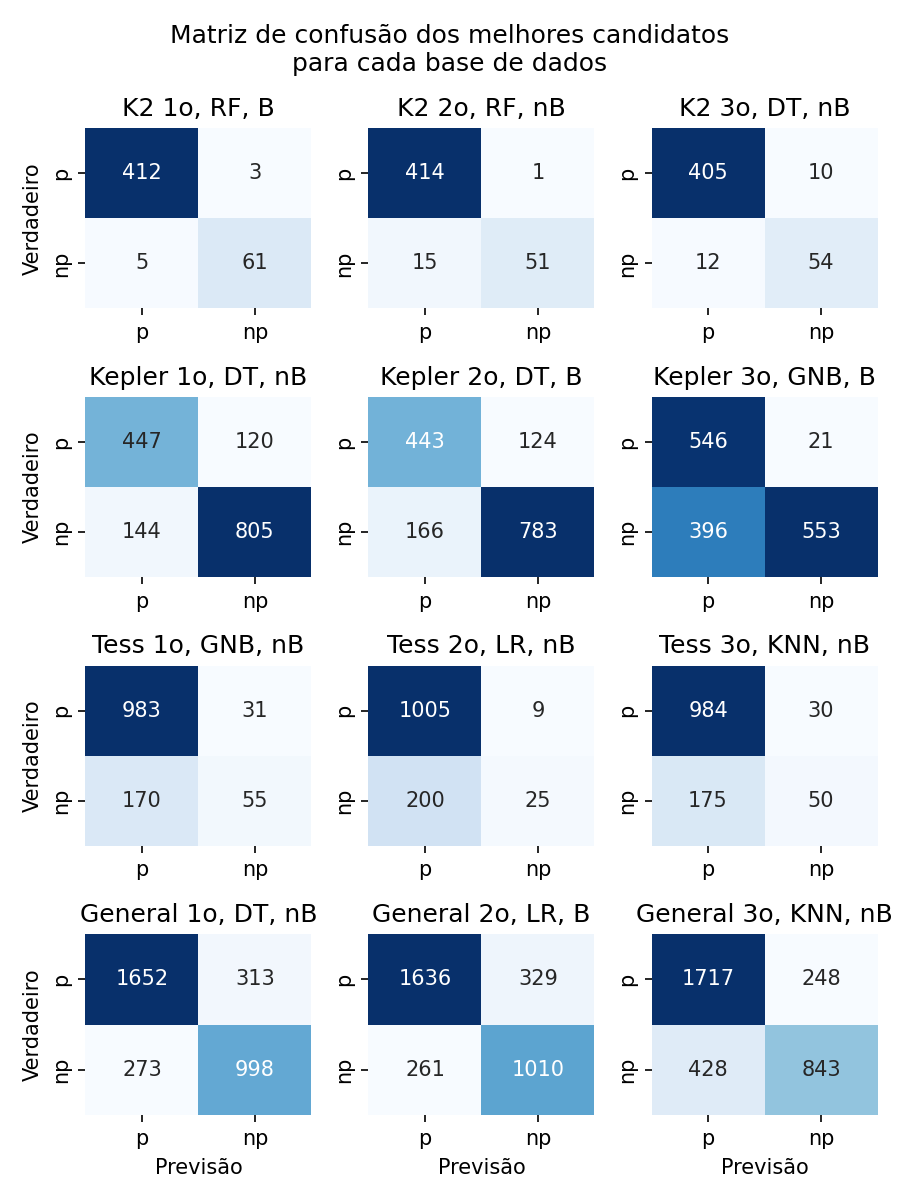 Matriz de confusão dos melhores candidatos
para cada base de dados
K2 1o, RF, B
K2 2o, RF, nB
K2 3o, DT, nB
Verdadeiro
p
412
3
p
414
1
p
405
10
np
5
61
np
15
51
np
12
54
p
np
p
np
p
np
Kepler 1o, DT, nB
Kepler 2o, DT, B
Kepler 3o, GNB, B
Verdadeiro
p
447
120
p
443
124
p
546
21
np
144
805
np
166
783
np
396
553
p
np
p
np
p
np
Tess 1o, GNB, nB
Tess 2o, LR, nB
Tess 3o, KNN, nB
Verdadeiro
p
983
31
p
1005
9
p
984
30
np
170
55
np
200
25
np
175
50
p
np
p
np
p
np
General 1o, DT, nB
General 2o, LR, B
General 3o, KNN, nB
Verdadeiro
p
1652
313
p
1636
329
p
1717
248
np
273
998
np
261
1010
np
428
843
p
np
p
np
p
np
Previsão
Previsão
Previsão